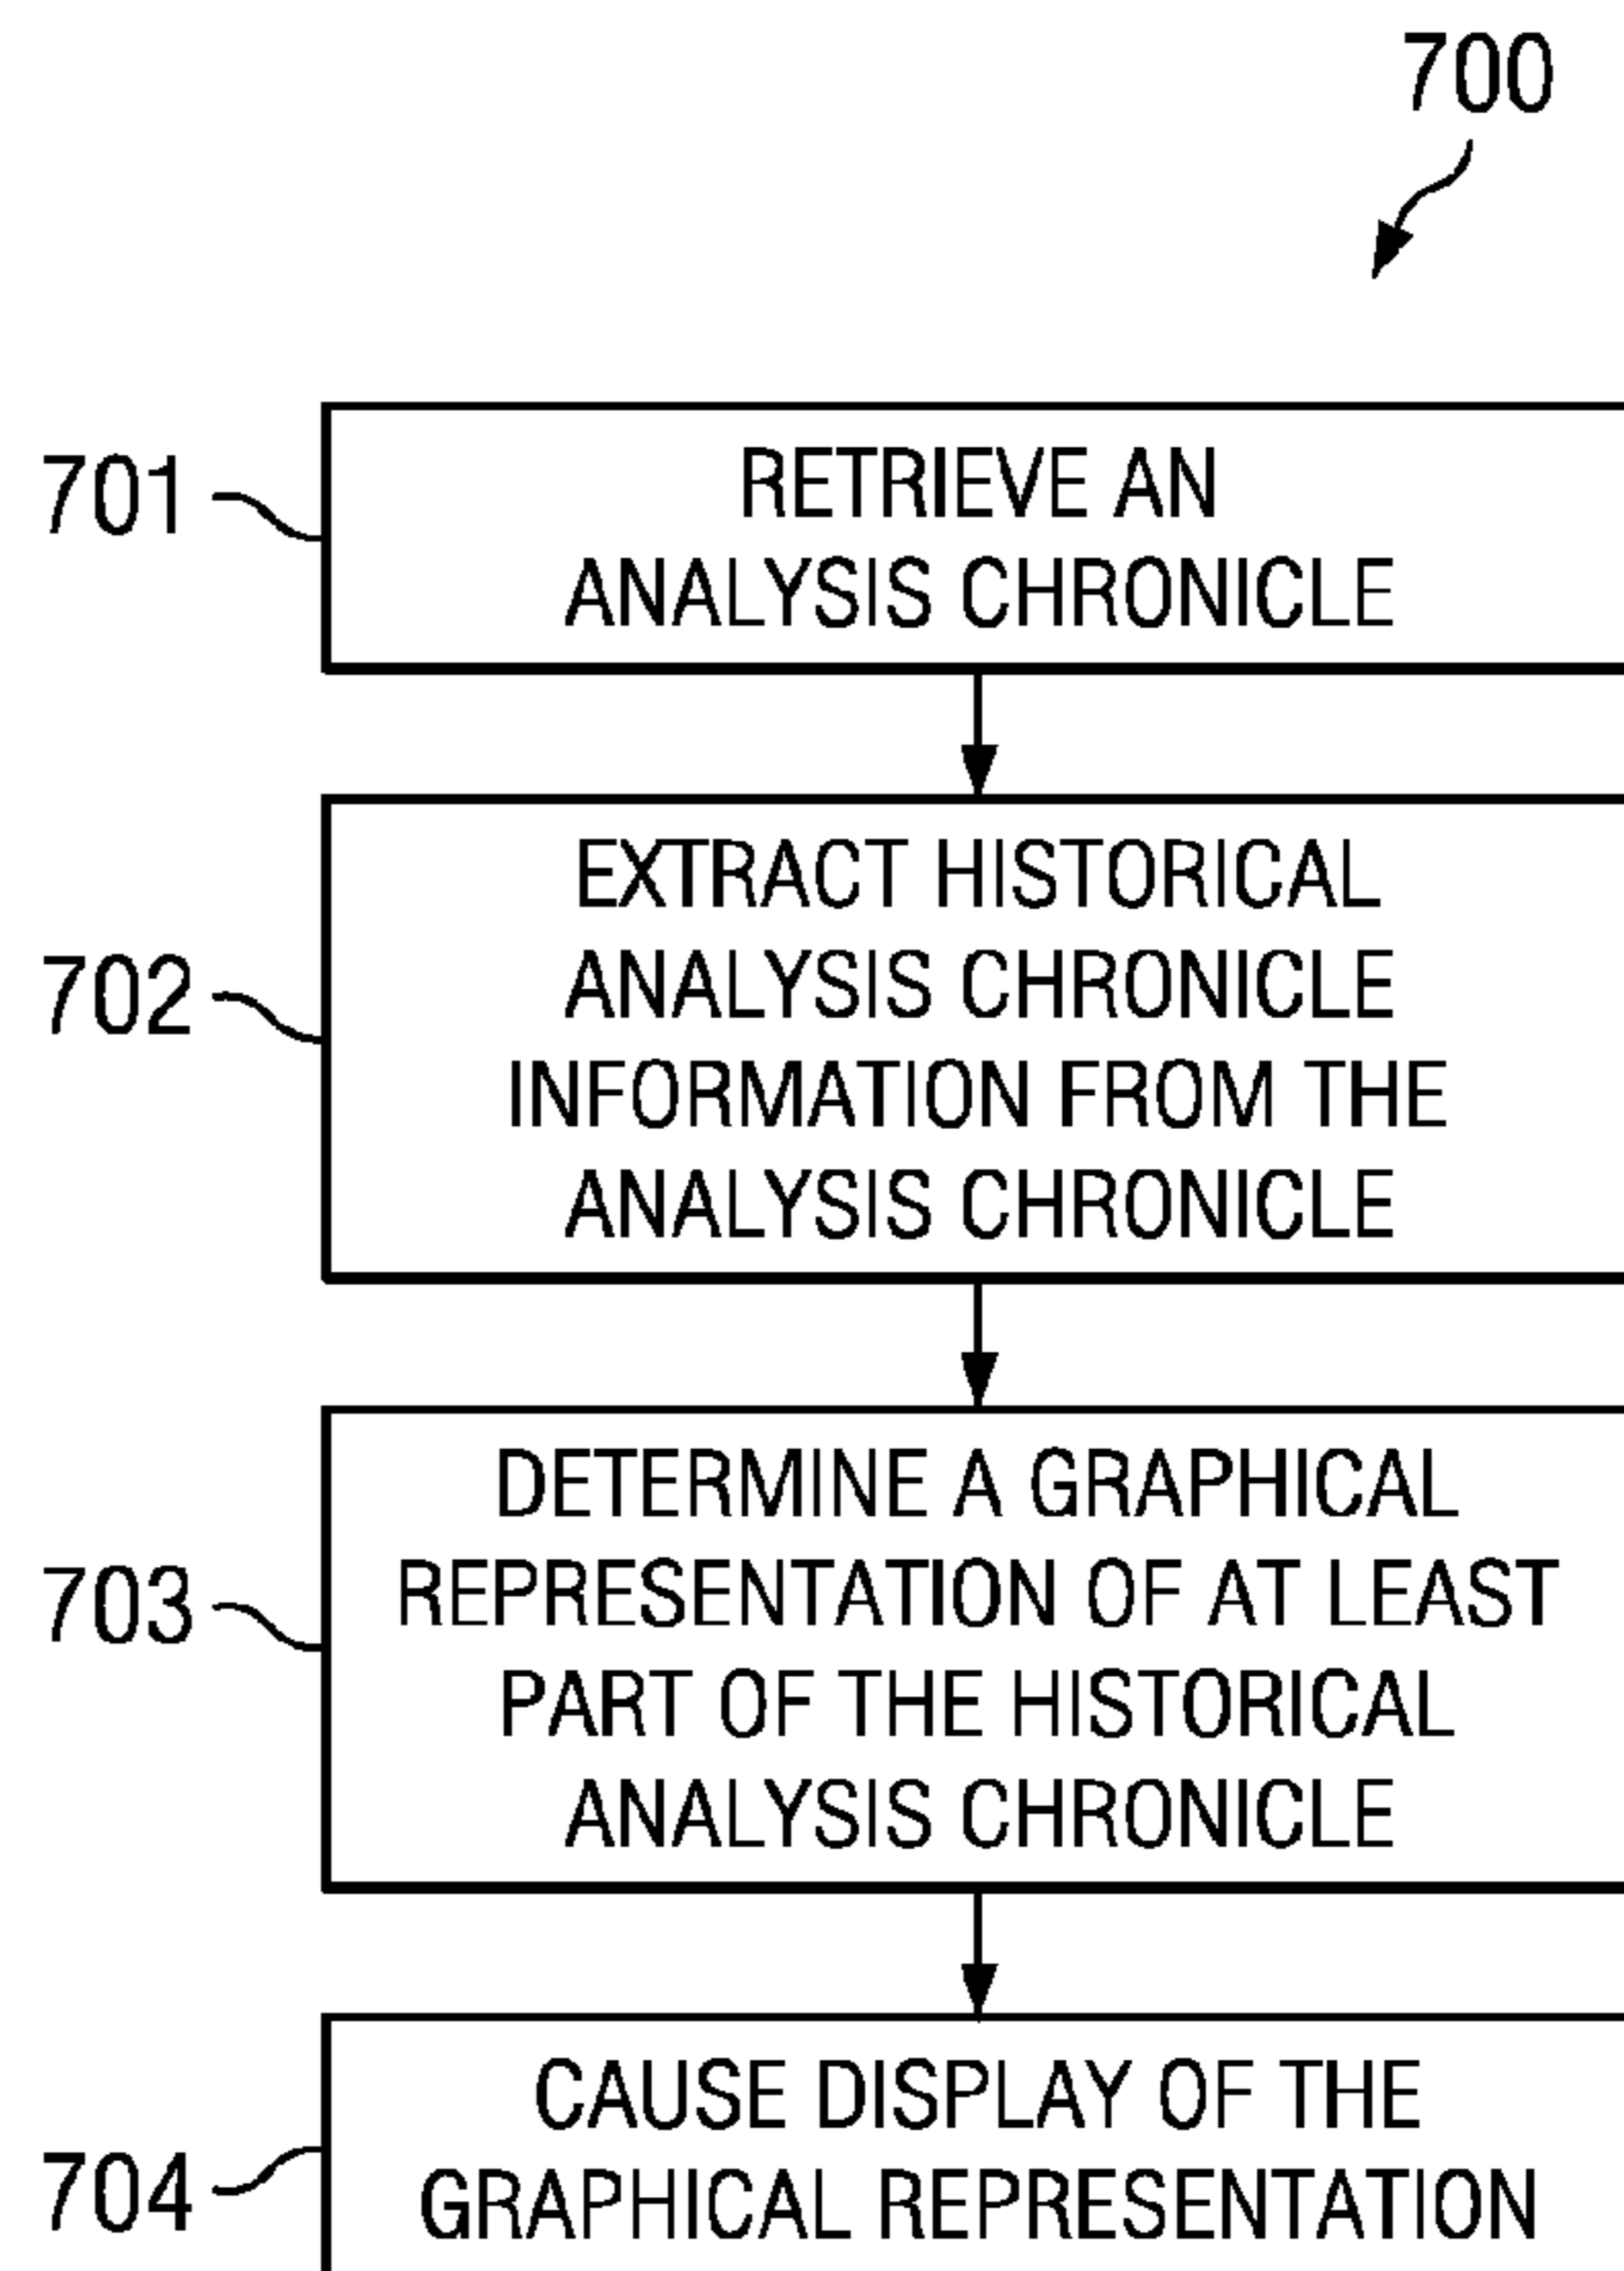 700
701
RETRIEVE AN
ANALYSIS CHRONICLE
702
EXTRACT HISTORICAL
ANALYSIS CHRONICLE
INFORMATION FROM THE
ANALYSIS CHRONICLE
703
DETERMINE A GRAPHICAL
REPRESENTATION OF AT LEAST
PART OF THE HISTORICAL
ANALYSIS CHRONICLE
704
CAUSE DISPLAY OF THE
GRAPHICAL REPRESENTATION